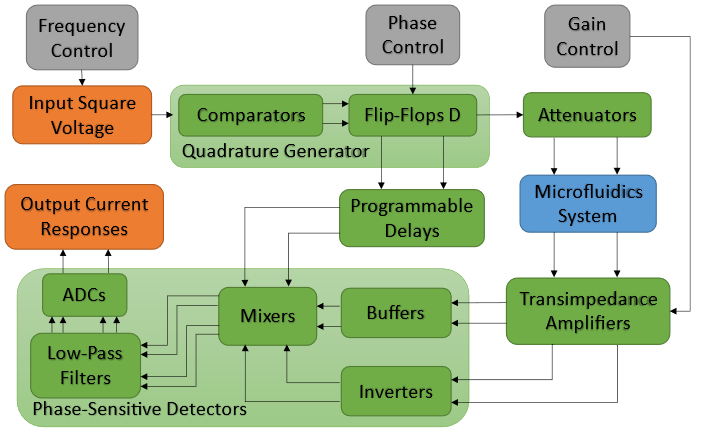 Frequency
Control
Phase
Control
Gain
Control
Input Square
Voltage
Comparators
Flip-Flops D
Attenuators
Quadrature Generator
Output Current
Responses
Programmable
Delays
Microfluidics
System
ADCs
Mixers
Buffers
Transimpedance
Amplifiers
Low-Pass
Filters
Inverters
Phase-Sensitive Detectors